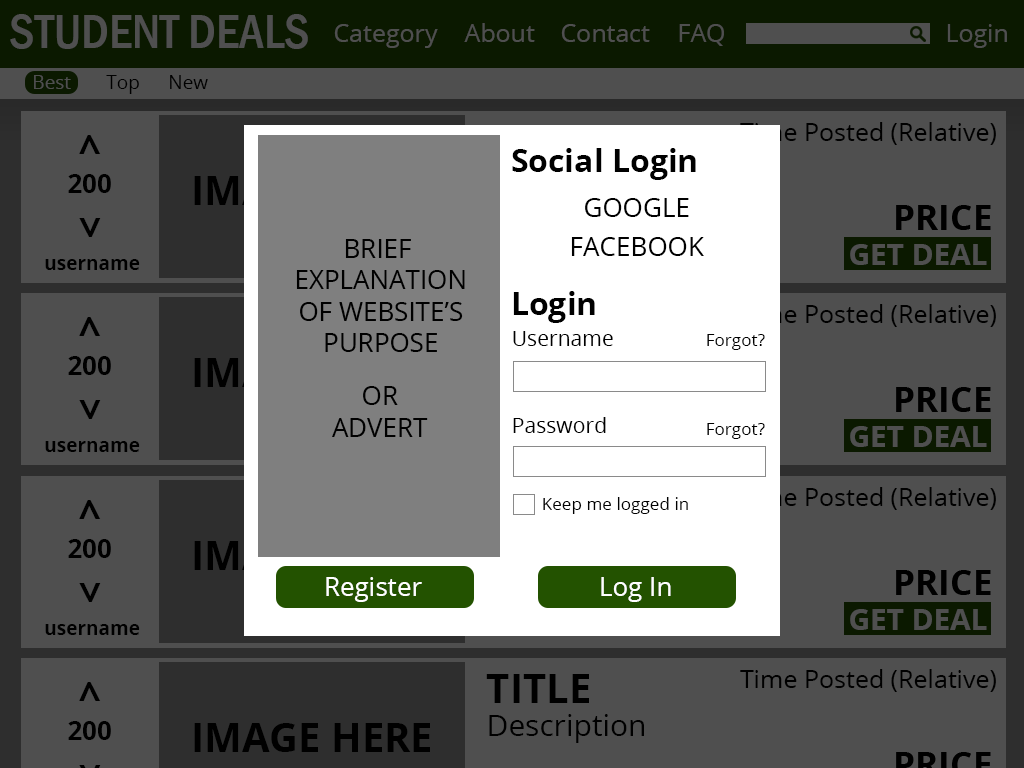 STUDENT DEALS Category About Contact FAQ Login
Best Top New
200
username
IMA
me Posted (Relative)
PRICE
GET DEAL
200
username
IMA
me Posted (Relative)
PRICE
GET DEAL
200
username
IMA
me Posted (Relative)
PRICE
GET DEAL
200
IMAGE HERE
TITLE
Description
Time Posted (Relative)
PRICE
BRIEF
EXPLANATION
OF WEBSITE’S
PURPOSE
OR
ADVERT
Register
Social Login
GOOGLE
FACEBOOK
Login
Username Forgot?
Password Forgot?
Keep me logged in
Log In